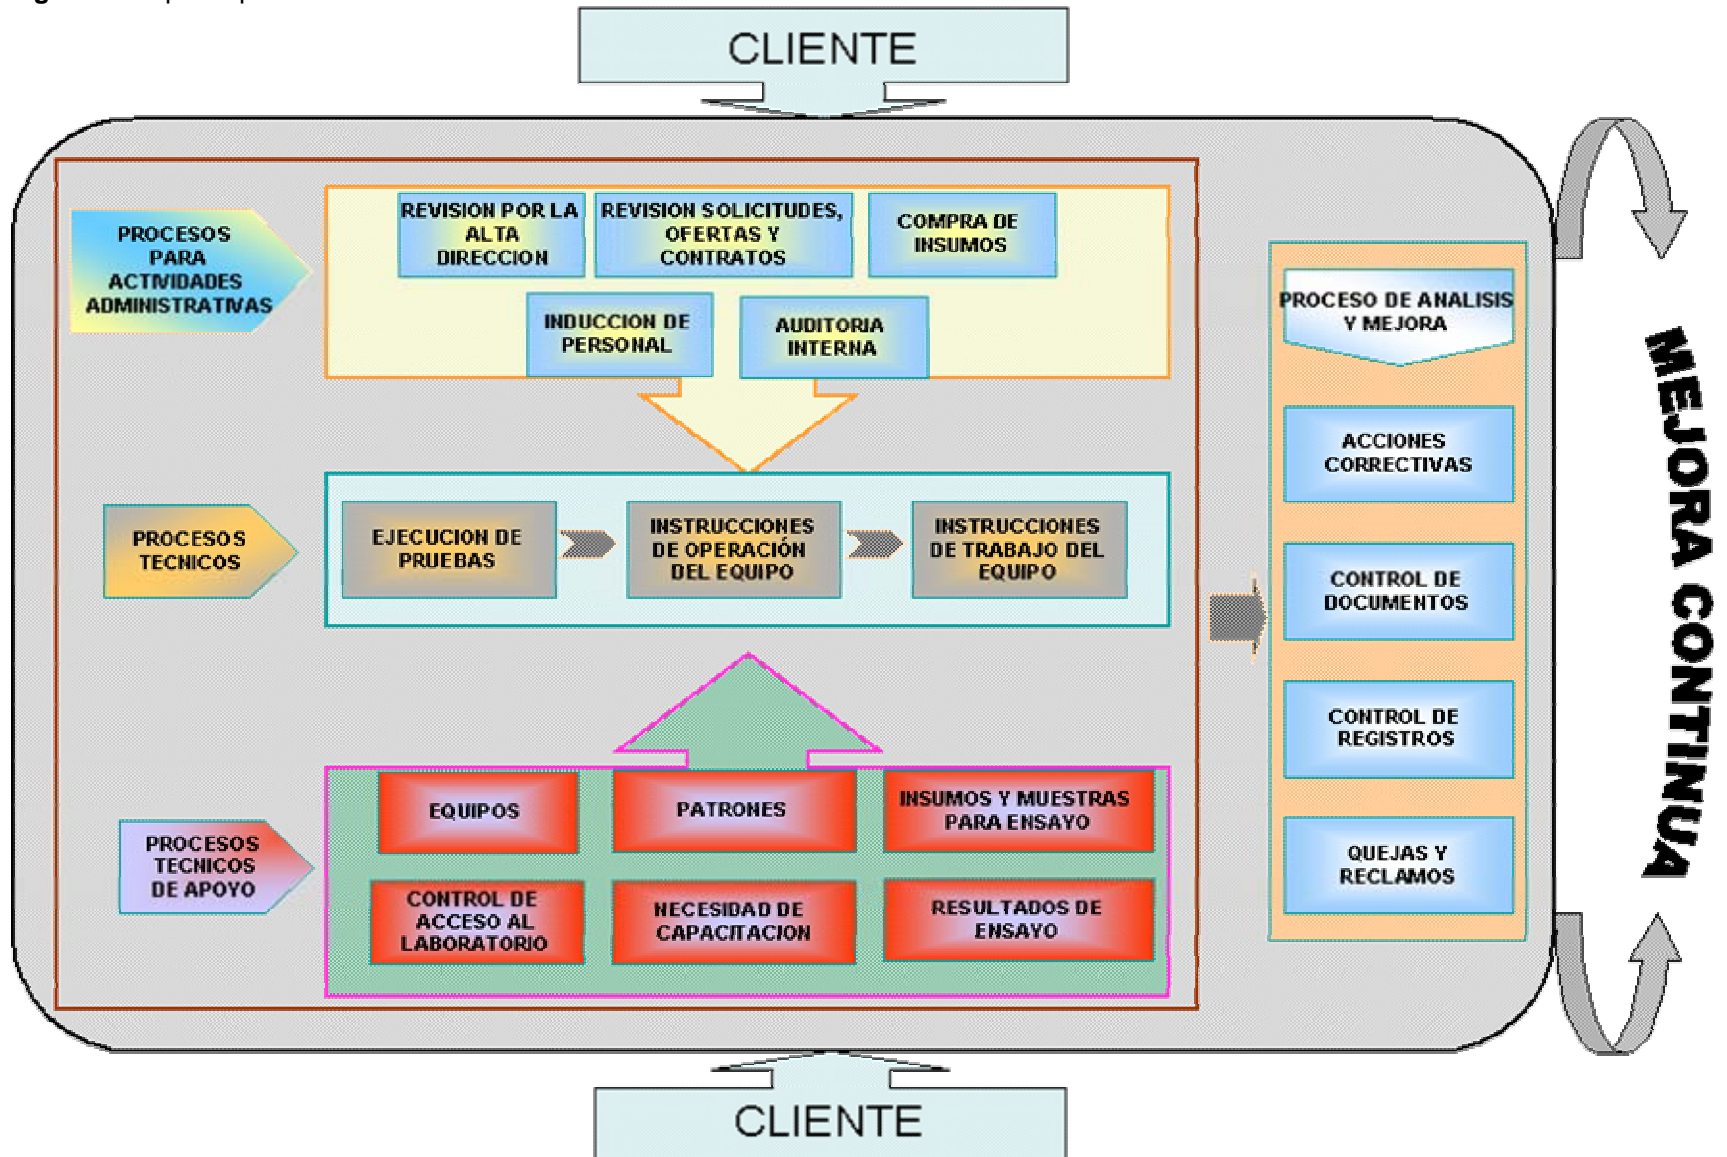 CLIENTE
PROCESOS
PARA
ACTIVIDADES
ADMINISTRATIVAS
REVISION POR LA
ALTA
DIRECCION
REVISION SOLICITUDES,
OFERTAS Y
CONTRATOS
COMPRA DE
INSUMOS
INDUCCION DE
PERSONAL
AUDITORIA
INTERNA
PROCESOS
TECNICOS
EJECUCION DE
PRUEBAS
INSTRUCCIONES
DE OPERACIÓN
DEL EQUIPO
INSTRUCCIONES
DE TRABAJO DEL
EQUIPO
PROCESOS
TECNICOS
DE APOYO
EQUIPOS
PATRONES
INSUMOS Y MUESTRAS
PARA ENSAYO
CONTROL DE
ACCESO AL
LABORATORIO
NECESIDAD DE
CAPACITACION
RESULTADOS DE
ENSAYO
PROCESO DE ANALISIS
Y MEJORA
ACCIONES
CORRECTIVAS
CONTROL DE
DOCUMENTOS
CONTROL DE
REGISTROS
QUEJAS Y
RECLAMOS
MEJORA CONTINUA
CLIENTE